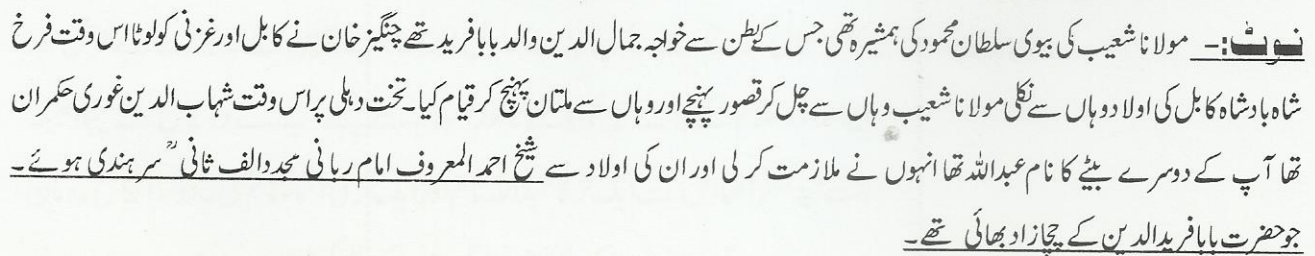 نوٹ:- مولانا شعیب کی بیوی سلطان محمود کی ہمشیرہ تھی جس کے بطن سے خواجہ جمال الدین والد بابا فرید تھے چنگیز خان نے کابل اور غزنی کو لوٹا اس وقت فرخ
شاہ بادشاہ کابل کی اولاد وہاں سے نکلی مولانا شعیب وہاں سے چل کر قصور پہنچے اور وہاں سے ملتان پہنچ کر قیام کیا۔ تخت دہلی پر اس وقت شہاب الدین غوری حکمران
تھا آپ کے دوسرے بیٹے کا نام عبداللہ تھا انہوں نے ملازمت کر لی اور ان کی اولاد سے شیخ احمد المعروف امام ربانی مجدد الف ثانیؒ سر ہندی ہوئے۔
جو حضرت بابا فرید الدین کے چچا زاد بھائی تھے۔